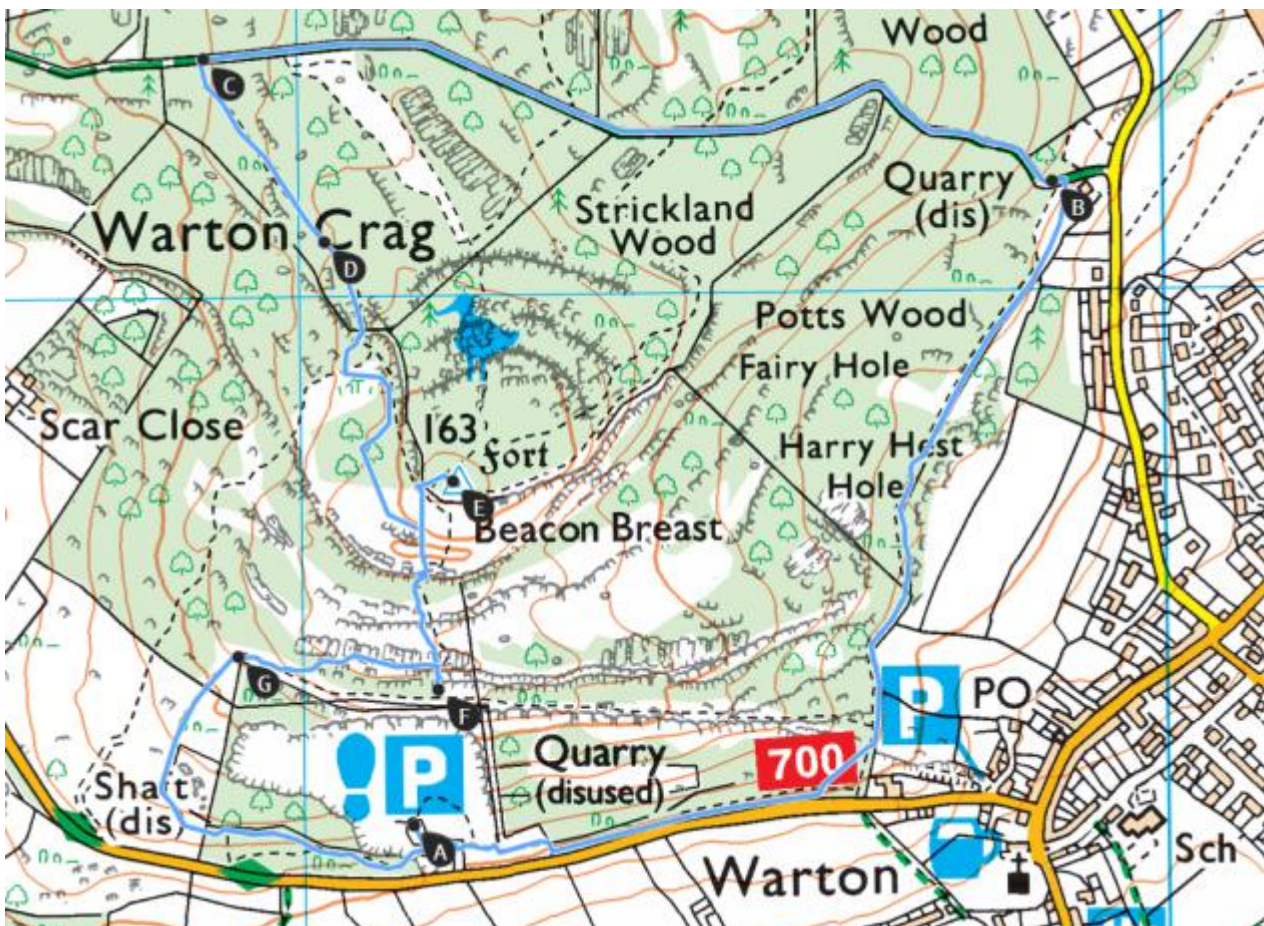 Wood
C
Quarry
(dis)
B
Strickland
Wood
Warton Crag
D
Potts Wood
Fairy Hole
Scar Close
163
Fort
Harry Hest
Hole
E
Beacon Breast
G
F
P
PO
Quarry
(disused)
700
P
Shaft
(dis)
A
Warton
Sch